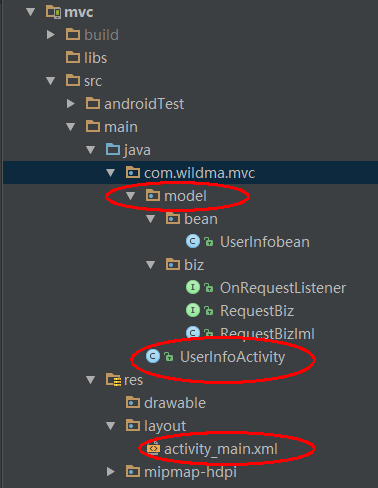 mvc
build
libs
src
androidTest
main
java
com.wildma.mvc
model
bean
UserInfobean
biz
OnRequestListener
RequestBiz
RequestBizIml
UserInfoActivity
res
drawable
layout
activity_main.xml
mipmap-hdpi